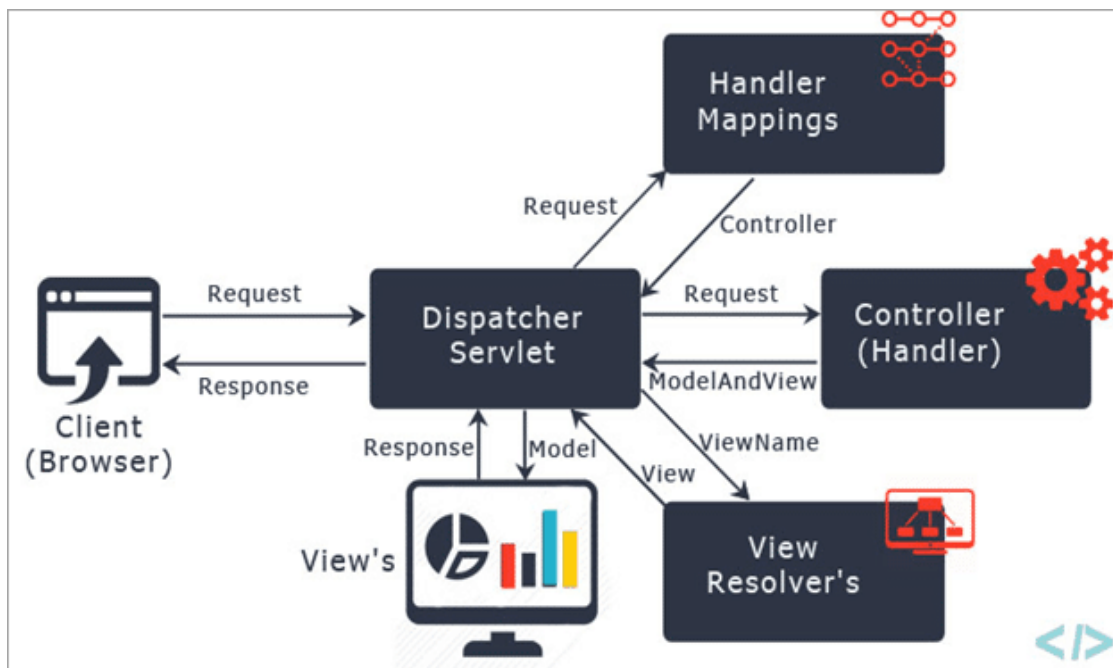 Handler
Mappings
Request
Controller
Request
Request
Dispatcher
Servlet
Controller
(Handler)
Response
ModelAndView
Client
(Browser)
Response
Model
ViewName
View
View's
View
Resolver's
</>